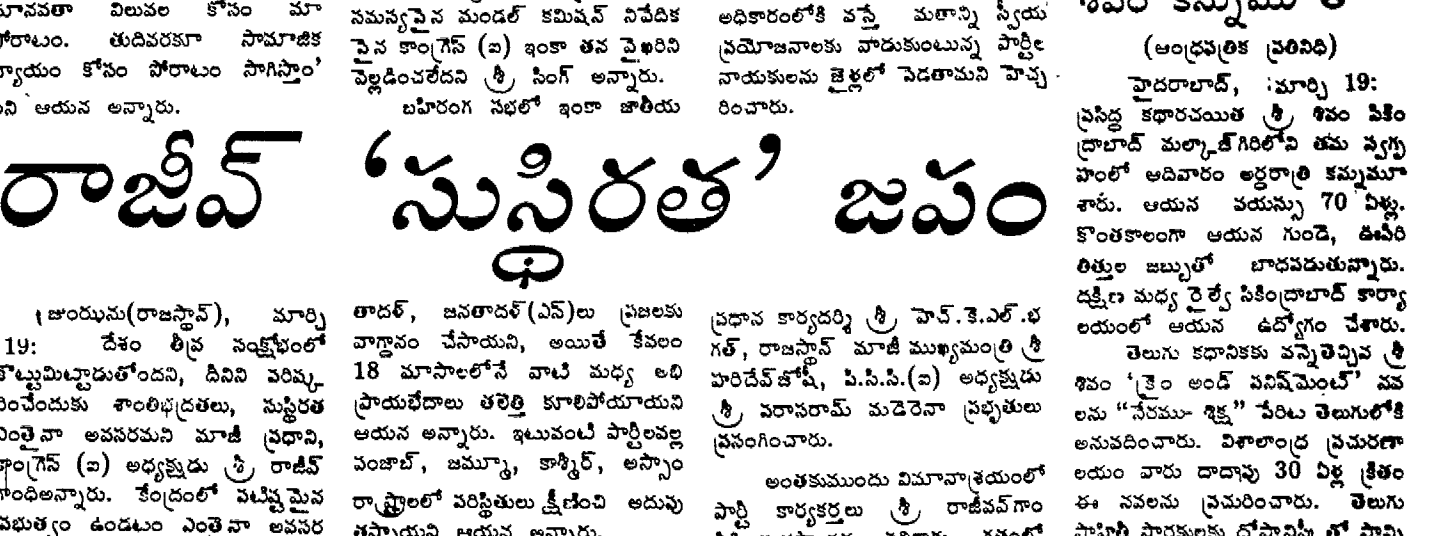 విలువల కోసం మా
పోరాటం. తుదివరకూ సామాజిక
న్యాయం కోసం పోరాటం సాగిస్తాం'
అని ఆయన అన్నారు.
సమస్యపైన మండల్ కమిషన్ నివేదిక
పైన కాంగ్రెస్ (ఐ) ఇంకా తన వైఖరిని
వెల్లడించలేదని శ్రీ సింగ్ అన్నారు.
బహిరంగ సభలో ఇంకా జాతీయ
అధికారంలోకి వస్తే మతాన్ని స్వీయ
ప్రయోజనాలకు వాడుకుంటున్న పార్టీల
నాయకులను జైళ్లలో పెడతామని హెచ్చ
రించారు.
రాజీవ్ ‘సుస్థిరత’ జపం
జుంఝును(రాజస్థాన్), మార్చి
19: దేశం తీవ్ర సంక్షోభంలో
కొట్టుమిట్టాడుతోందని, దీనిని పరిష్క
రించేందుకు శాంతిభద్రతలు, సుస్థిరత
ఎంతైనా అవసరమని మాజీ ప్రధాని,
కాంగ్రెస్ (ఐ) అధ్యక్షుడు శ్రీ రాజీవ్
గాంధిఅన్నారు. కేంద్రంలో పటిష్టమైన
ప్రభుత్వం ఉండటం ఎంతైనా అవసర
తాదళ్, జనతాదళ్(ఎస్)లు ప్రజలకు
వాగ్దానం చేసాయని, అయితే కేవలం
18 మాసాలలోనే వాటి మధ్య అభి
ప్రాయభేదాలు తలెత్తి కూలిపోయాయని
ఆయన అన్నారు. ఇటువంటి పార్టీలవల్ల
పంజాబ్, జమ్మూ, కాశ్మీర్, అస్సాం
రాష్ట్రాలలో పరిస్థితులు క్షీణించి అదుపు
తప్పాయని ఆయన అన్నారు.
ప్రధాన కార్యదర్శి శ్రీ హెచ్.కె.ఎల్.భ
గత్, రాజస్థాన్ మాజీ ముఖ్యమంత్రి శ్రీ
హరిదేవ్‌జోషీ, పి.సి.సి.(ఐ) అధ్యక్షుడు
శ్రీ పరాసరామ్ మడెరెనా ప్రభృతులు
ప్రసంగించారు.
అంతకుముందు విమానాశ్రయంలో
పార్టీ కార్యకర్తలు శ్రీ రాజీవవ్‌గాం
(ఆంధ్రపత్రిక ప్రతినిధి)
హైదరాబాద్, మార్చి 19:
ప్రసిద్ధ కథారచయిత శ్రీ శివం సికిం
ద్రాబాద్ మల్కాజ్‌గిరిలోని తమ స్వగృ
హంలో ఆదివారం అర్ధరాత్రి కన్నుమూ
శారు. ఆయన వయస్సు 70 ఏళ్లు.
కొంతకాలంగా ఆయన గుండె, ఊపిరి
తిత్తుల జబ్బుతో బాధపడుతున్నారు.
దక్షిణ మధ్య రైల్వే సికింద్రాబాద్ కార్యా
లయంలో ఆయన ఉద్యోగం చేశారు.
తెలుగు కథానికకు వన్నెతెచ్చిన శ్రీ
శివం ‘క్రైం అండ్ పనిష్‌మెంట్’ నవ
లను “నేరము- శిక్ష” పేరిట తెలుగులోకి
అనువదించారు. విశాలాంధ్ర ప్రచురణా
లయం వారు దాదాపు 30 ఏళ్ల క్రితం
ఈ నవలను ప్రచురించారు. తెలుగు